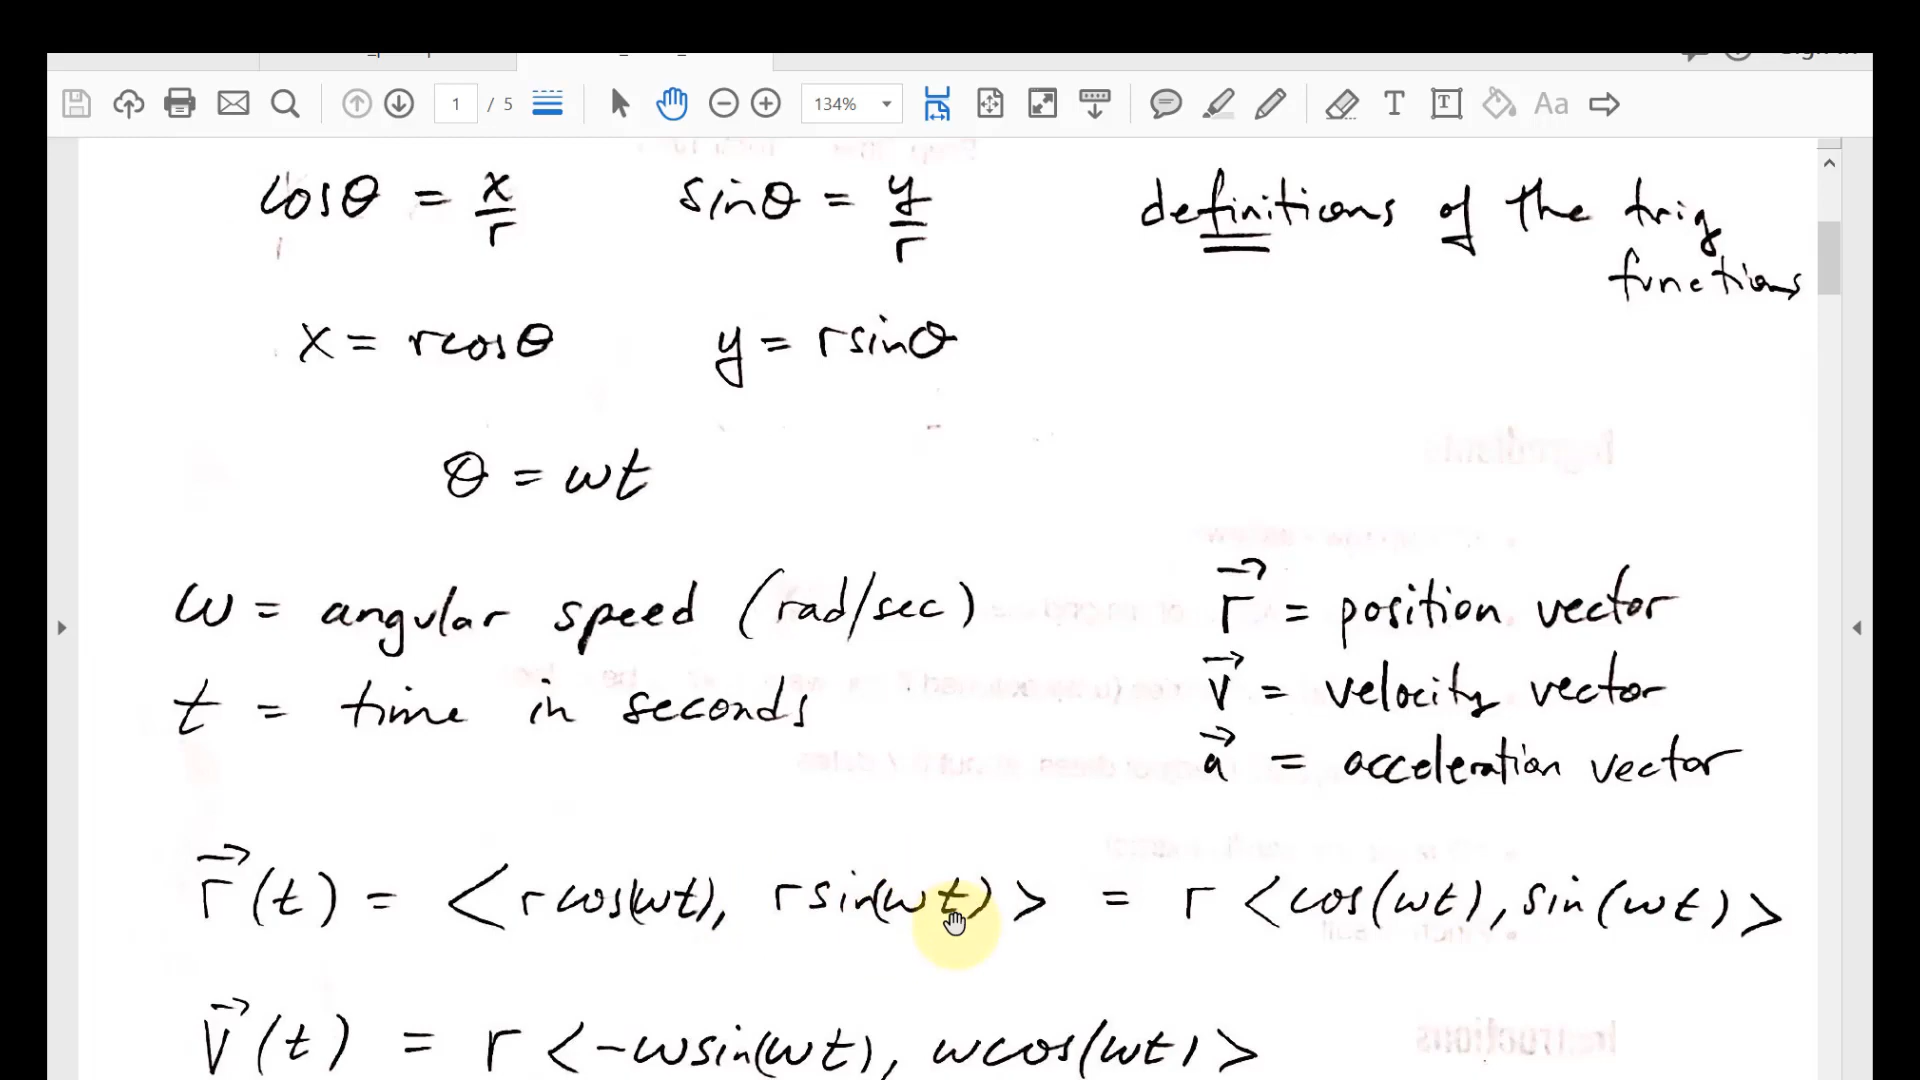 1 / 5 134% T T Aa
cosθ = x/r sinθ = y/r definitions of the trig
functions
x = rcosθ y = rsinθ
θ = ωt
ω = angular speed (rad/sec)
t = time in seconds
r⃗ = position vector
v⃗ = velocity vector
a⃗ = acceleration vector
r⃗(t) = <rcos(ωt), rsin(ωt)> = r <cos(ωt), sin(ωt)>
v⃗(t) = r <-ωsin(ωt), ωcos(ωt)>